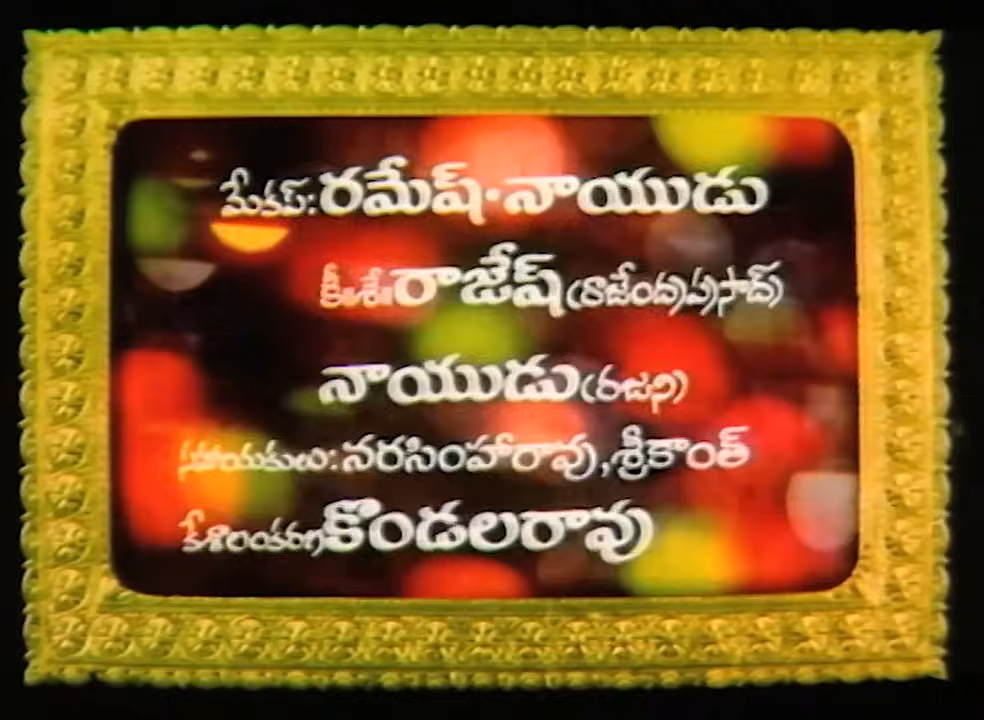 మేకప్: రమేష్·నాయుడు
కీ॥శే॥ రాజేష్ (రాజేంద్రప్రసాద్)
నాయుడు (రజని)
సహాయకులు: నరసింహారావు, శ్రీకాంత్
కేశాలంకరణ కొండలరావు